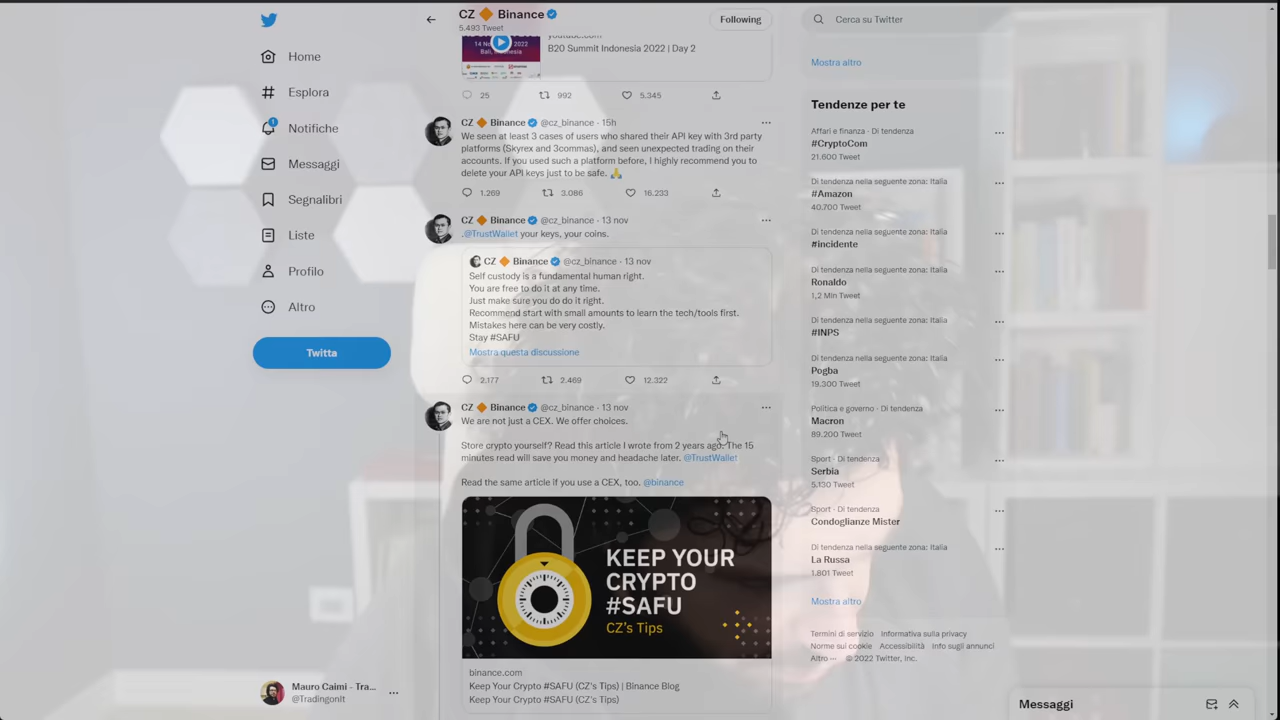 Home
Esplora
1
Notifiche
Messaggi
Segnalibri
Liste
Profilo
Altro
Twitta
Mauro Caimi - Tra...
@TradingonIt
CZ 🔶 Binance
5.493 Tweet
Following
14 No 2022
Bali, Indonesia
youtube.com
B20 Summit Indonesia 2022 | Day 2
25
992
5.345
CZ 🔶 Binance @cz_binance · 15h
We seen at least 3 cases of users who shared their API key with 3rd party
platforms (Skyrex and 3commas), and seen unexpected trading on their
accounts. If you used such a platform before, I highly recommend you to
delete your API keys just to be safe. 🙏
1.269
3.086
16.233
CZ 🔶 Binance @cz_binance · 13 nov
.@TrustWallet your keys, your coins.
CZ 🔶 Binance @cz_binance · 13 nov
Self custody is a fundamental human right.
You are free to do it at any time.
Just make sure you do do it right.
Recommend start with small amounts to learn the tech/tools first.
Mistakes here can be very costly.
Stay #SAFU
Mostra questa discussione
2.177
2.469
12.322
CZ 🔶 Binance @cz_binance · 13 nov
We are not just a CEX. We offer choices.
Store crypto yourself? Read this article I wrote from 2 years ago. The 15
minutes read will save you money and headache later. @TrustWallet
Read the same article if you use a CEX, too. @binance
KEEP YOUR
CRYPTO
#SAFU
CZ's Tips
binance.com
Keep Your Crypto #SAFU (CZ's Tips) | Binance Blog
Keep Your Crypto #SAFU (CZ's Tips)
Cerca su Twitter
Mostra altro
Tendenze per te
Affari e finanza · Di tendenza
#CryptoCom
21.600 Tweet
Di tendenza nella seguente zona: Italia
#Amazon
40.700 Tweet
Di tendenza nella seguente zona: Italia
#incidente
Di tendenza nella seguente zona: Italia
Ronaldo
1,2 Mln Tweet
Di tendenza nella seguente zona: Italia
#INPS
Di tendenza nella seguente zona: Italia
Pogba
19.300 Tweet
Politica e governo · Di tendenza
Macron
89.200 Tweet
Sport · Di tendenza
Serbia
5.130 Tweet
Sport · Di tendenza
Condoglianze Mister
Di tendenza nella seguente zona: Italia
La Russa
1.801 Tweet
Mostra altro
Termini di servizio Informativa sulla privacy
Norme sui cookie Accessibilità Info sugli annunci
Altro ··· © 2022 Twitter, Inc.
Messaggi